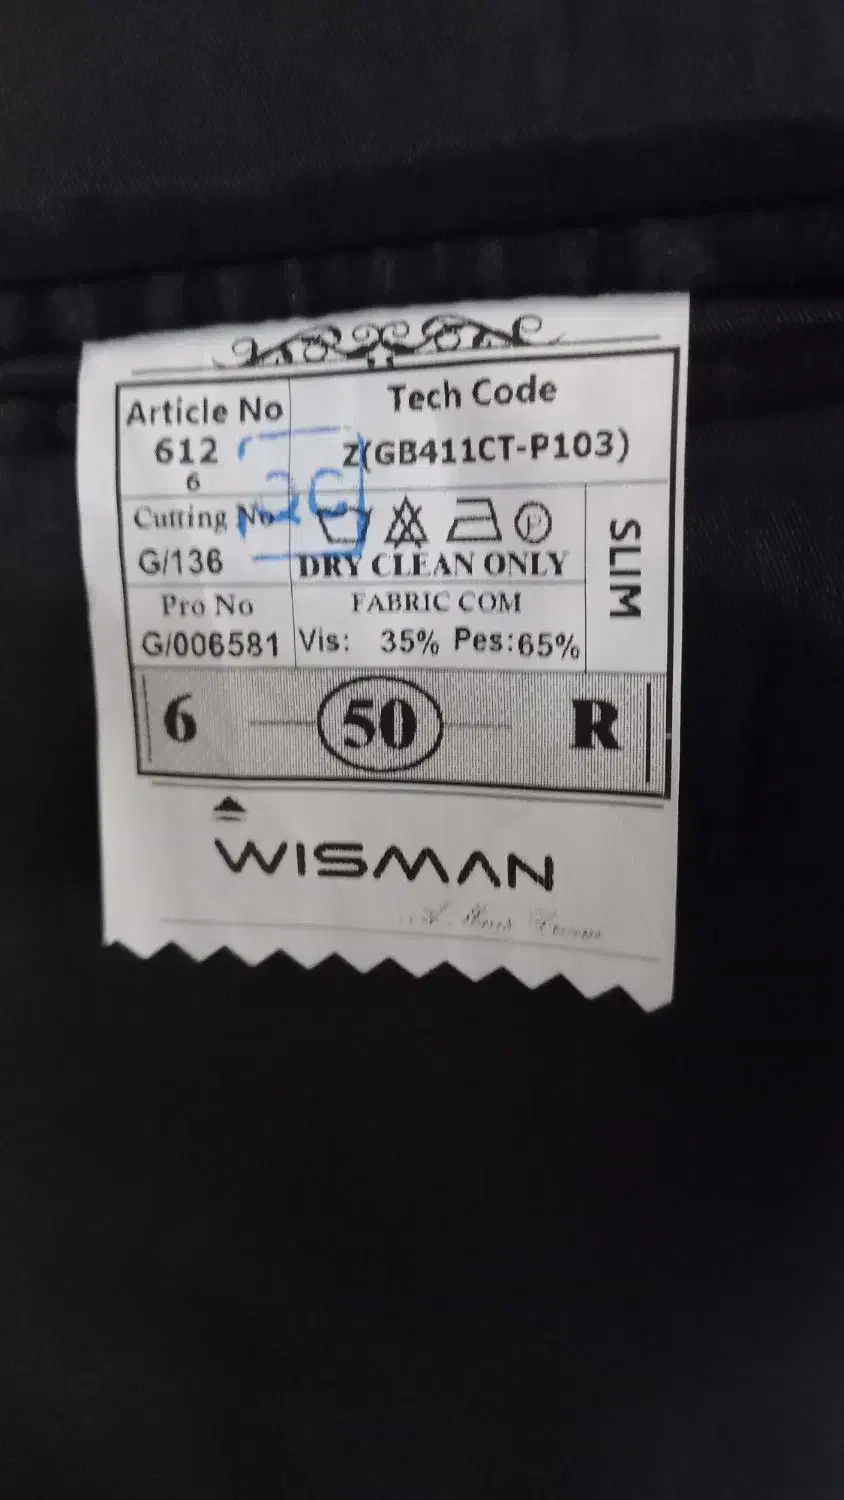 Article No
612
6
Tech Code
Z(GB411CT-P103)
Cutting No
G/136
DRY CLEAN ONLY
SLIM
Pro No
G/006581
FABRIC COM
Vis: 35% Pes:65%
6 50 R
WISMAN